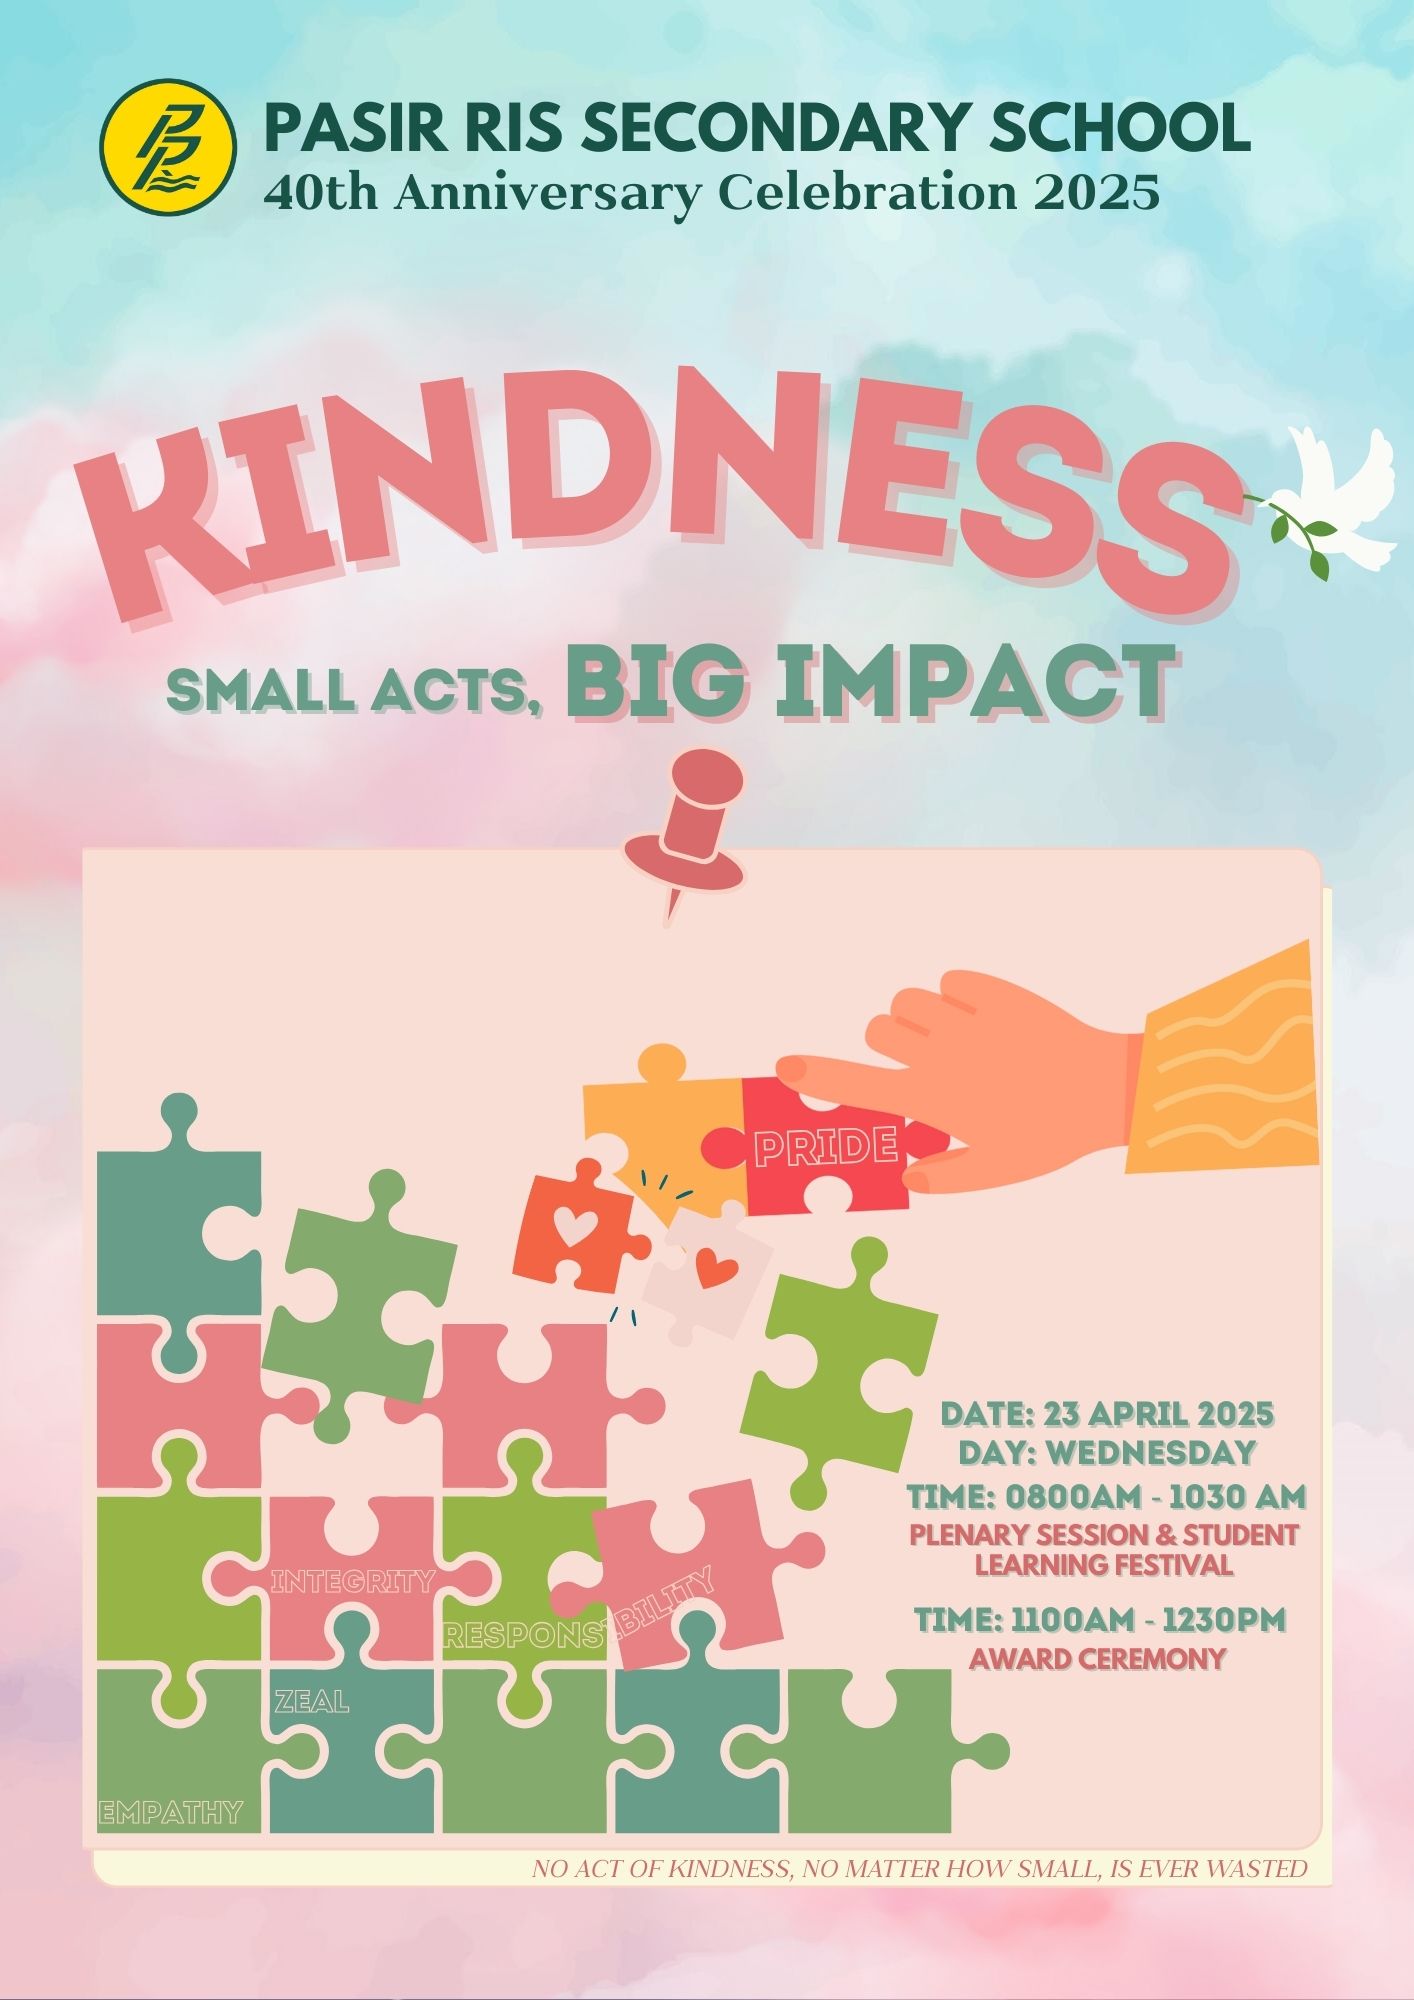 PASIR RIS SECONDARY SCHOOL
40th Anniversary Celebration 2025
KINDNESS
SMALL ACTS, BIG IMPACT
PRIDE
DATE: 23 APRIL 2025
DAY: WEDNESDAY
TIME: 0800AM - 1030 AM
PLENARY SESSION & STUDENT
LEARNING FESTIVAL
TIME: 1100AM - 1230PM
AWARD CEREMONY
INTEGRITY
RESPONSIBILITY
ZEAL
EMPATHY
NO ACT OF KINDNESS, NO MATTER HOW SMALL, IS EVER WASTED